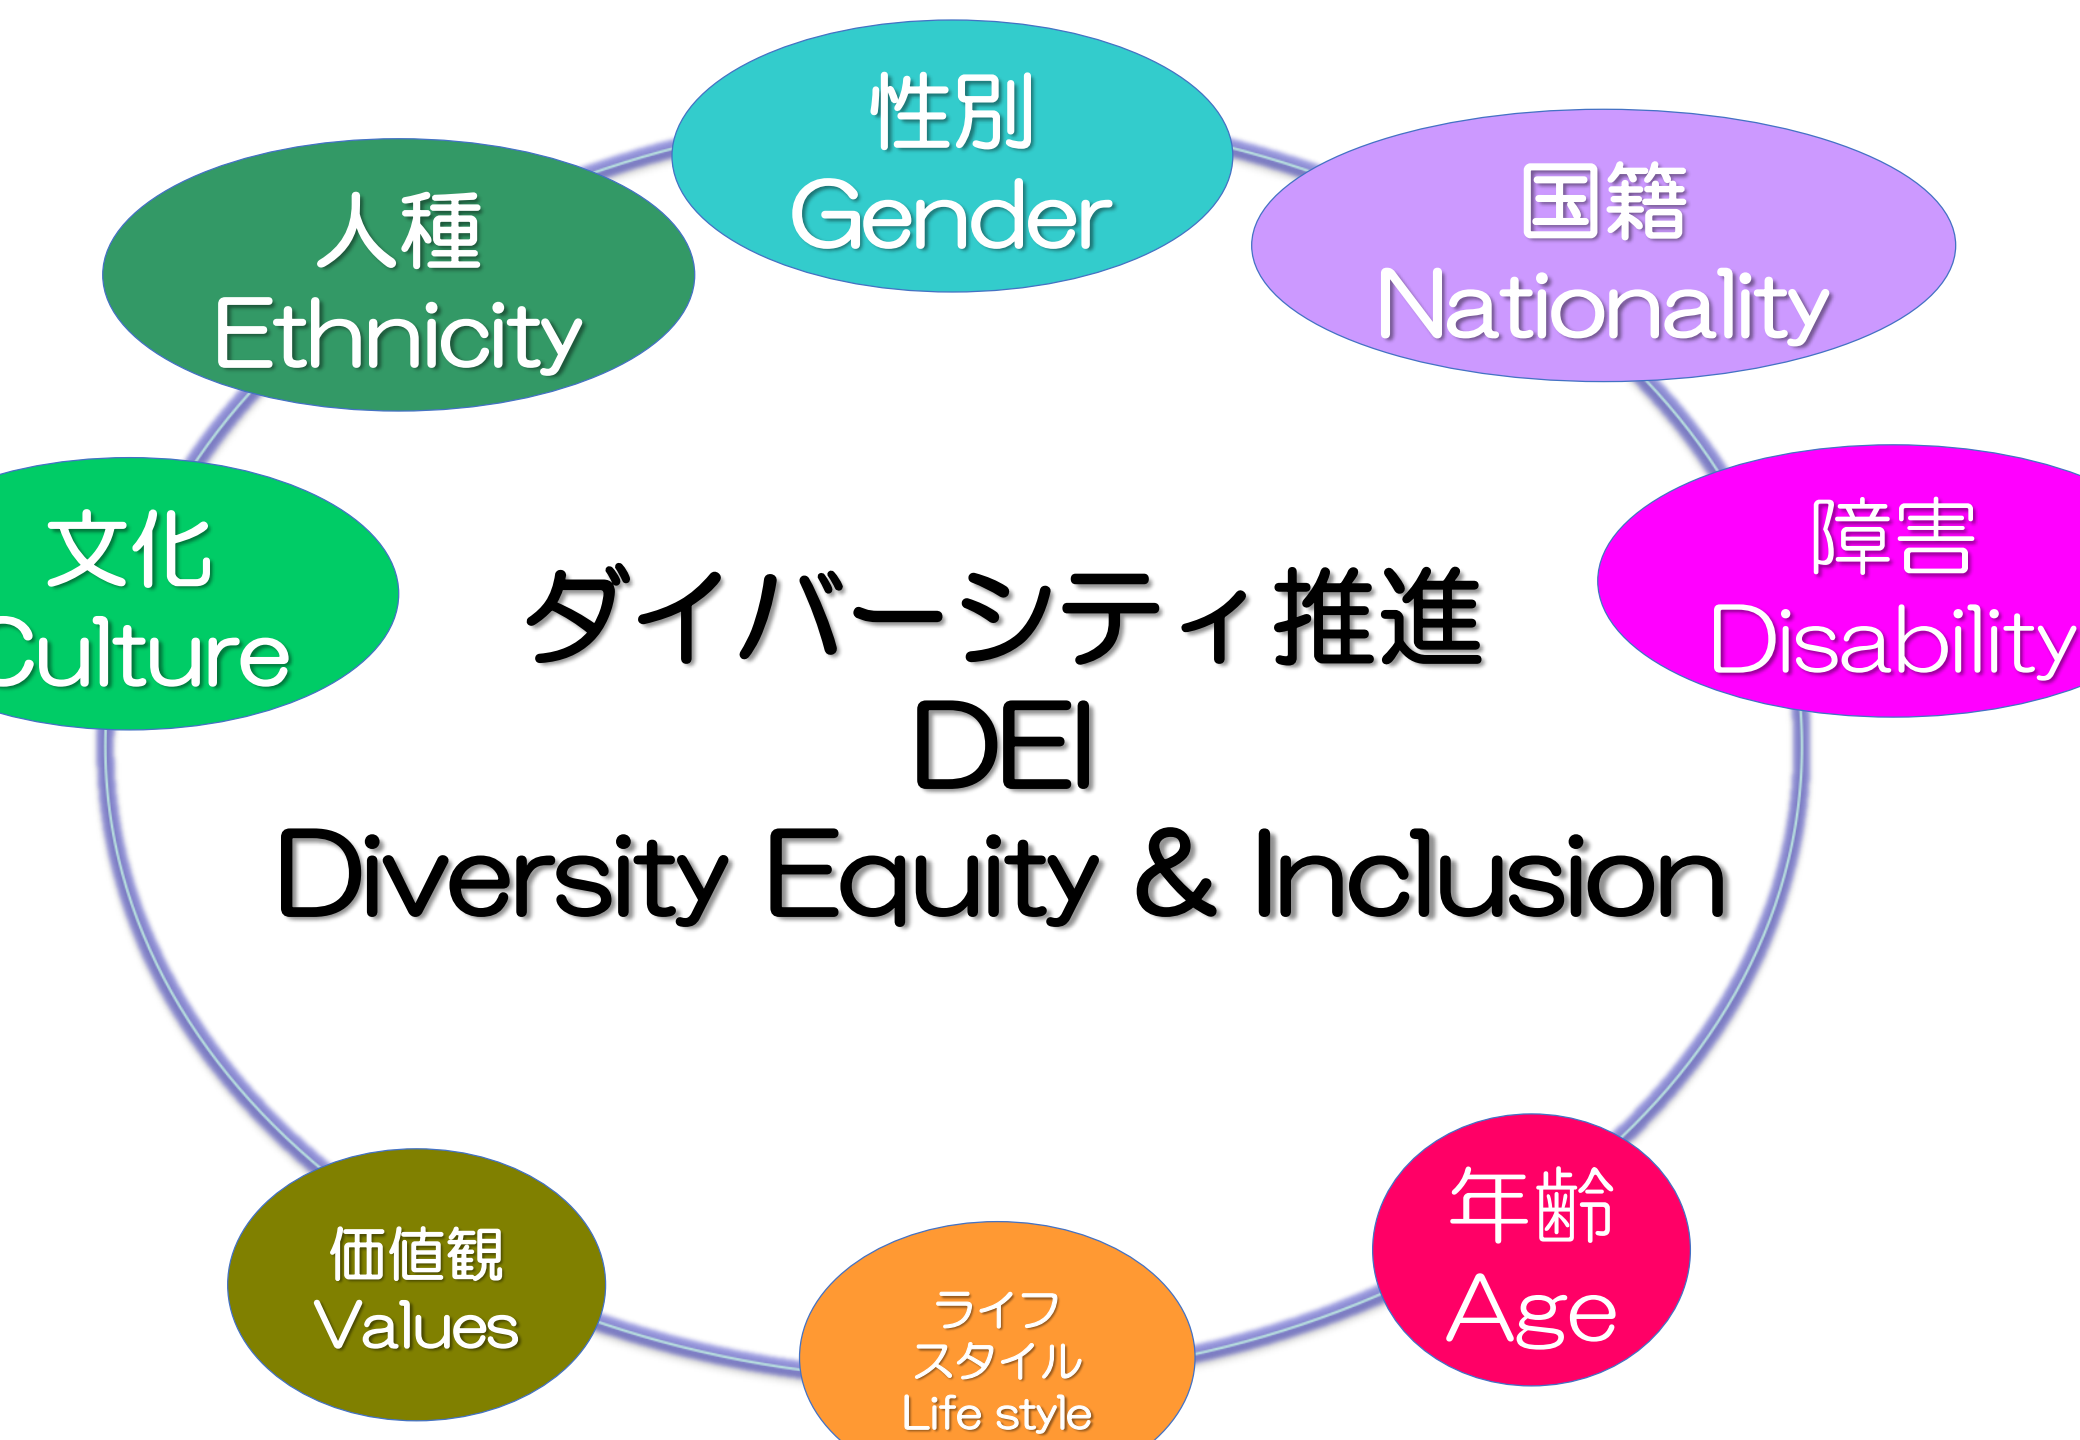 性別
Gender
国籍
Nationality
人種
Ethnicity
文化
Culture
障害
Disability
ダイバーシティ推進
DEI
Diversity Equity & Inclusion
価値観
Values
ライフ
スタイル
Life style
年齢
Age